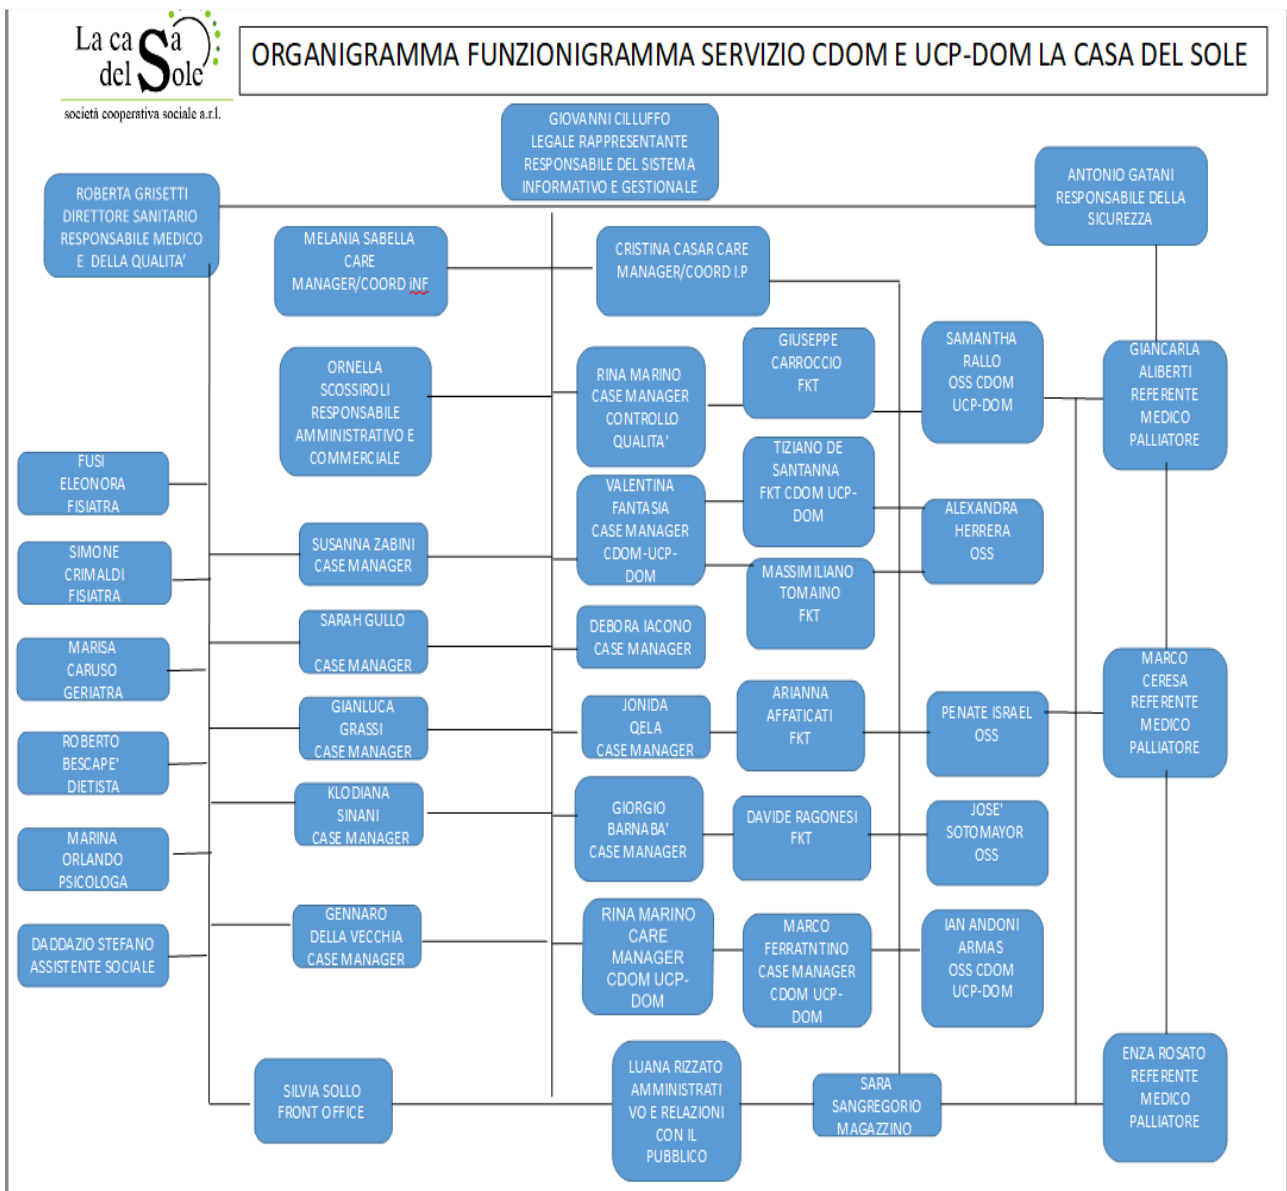 La casa
del Sole
società cooperativa sociale a.r.l.
ORGANIGRAMMA FUNZIONIGRAMMA SERVIZIO CDOM E UCP-DOM LA CASA DEL SOLE
GIOVANNI CILLUFFO
LEGALE RAPPRESENTANTE
RESPONSABILE DEL SISTEMA
INFORMATIVO E GESTIONALE
ROBERTA GRISETTI
DIRETTORE SANITARIO
RESPONSABILE MEDICO
E DELLA QUALITA'
ANTONIO GATANI
RESPONSABILE DELLA
SICUREZZA
MELANIA SABELLA
CARE
MANAGER/COORD iNF
CRISTINA CASAR CARE
MANAGER/COORD I.P
ORNELLA
SCOSSIROLI
RESPONSABILE
AMMINISTRATIVO E
COMMERCIALE
RINA MARINO
CASE MANAGER
CONTROLLO
QUALITA'
GIUSEPPE
CARROCCIO
FKT
SAMANTHA
RALLO
OSS CDOM
UCP-DOM
GIANCARLA
ALIBERTI
REFERENTE
MEDICO
PALLIATORE
FUSI
ELEONORA
FISIATRA
VALENTINA
FANTASIA
CASE MANAGER
CDOM-UCP-
DOM
TIZIANO DE
SANTANNA
FKT CDOM UCP-
DOM
ALEXANDRA
HERRERA
OSS
SIMONE
CRIMALDI
FISIATRA
SUSANNA ZABINI
CASE MANAGER
MASSIMILIANO
TOMAINO
FKT
MARISA
CARUSO
GERIATRA
SARAH GULLO
CASE MANAGER
DEBORA IACONO
CASE MANAGER
MARCO
CERESA
REFERENTE
MEDICO
PALLIATORE
ROBERTO
BESCAPE'
DIETISTA
GIANLUCA
GRASSI
CASE MANAGER
JONIDA
QELA
CASE MANAGER
ARIANNA
AFFATICATI
FKT
PENATE ISRAEL
OSS
KLODIANA
SINANI
CASE MANAGER
GIORGIO
BARNABA'
CASE MANAGER
DAVIDE RAGONESI
FKT
JOSE'
SOTOMAYOR
OSS
MARINA
ORLANDO
PSICOLOGA
DADDAZIO STEFANO
ASSISTENTE SOCIALE
GENNARO
DELLA VECCHIA
CASE MANAGER
RINA MARINO
CARE
MANAGER
CDOM UCP-
DOM
MARCO
FERRATNTINO
CASE MANAGER
CDOM UCP-
DOM
IAN ANDONI
ARMAS
OSS CDOM
UCP-DOM
SILVIA SOLLO
FRONT OFFICE
LUANA RIZZATO
AMMINISTRATI
VO E RELAZIONI
CON IL
PUBBLICO
SARA
SANGREGORIO
MAGAZZINO
ENZA ROSATO
REFERENTE
MEDICO
PALLIATORE